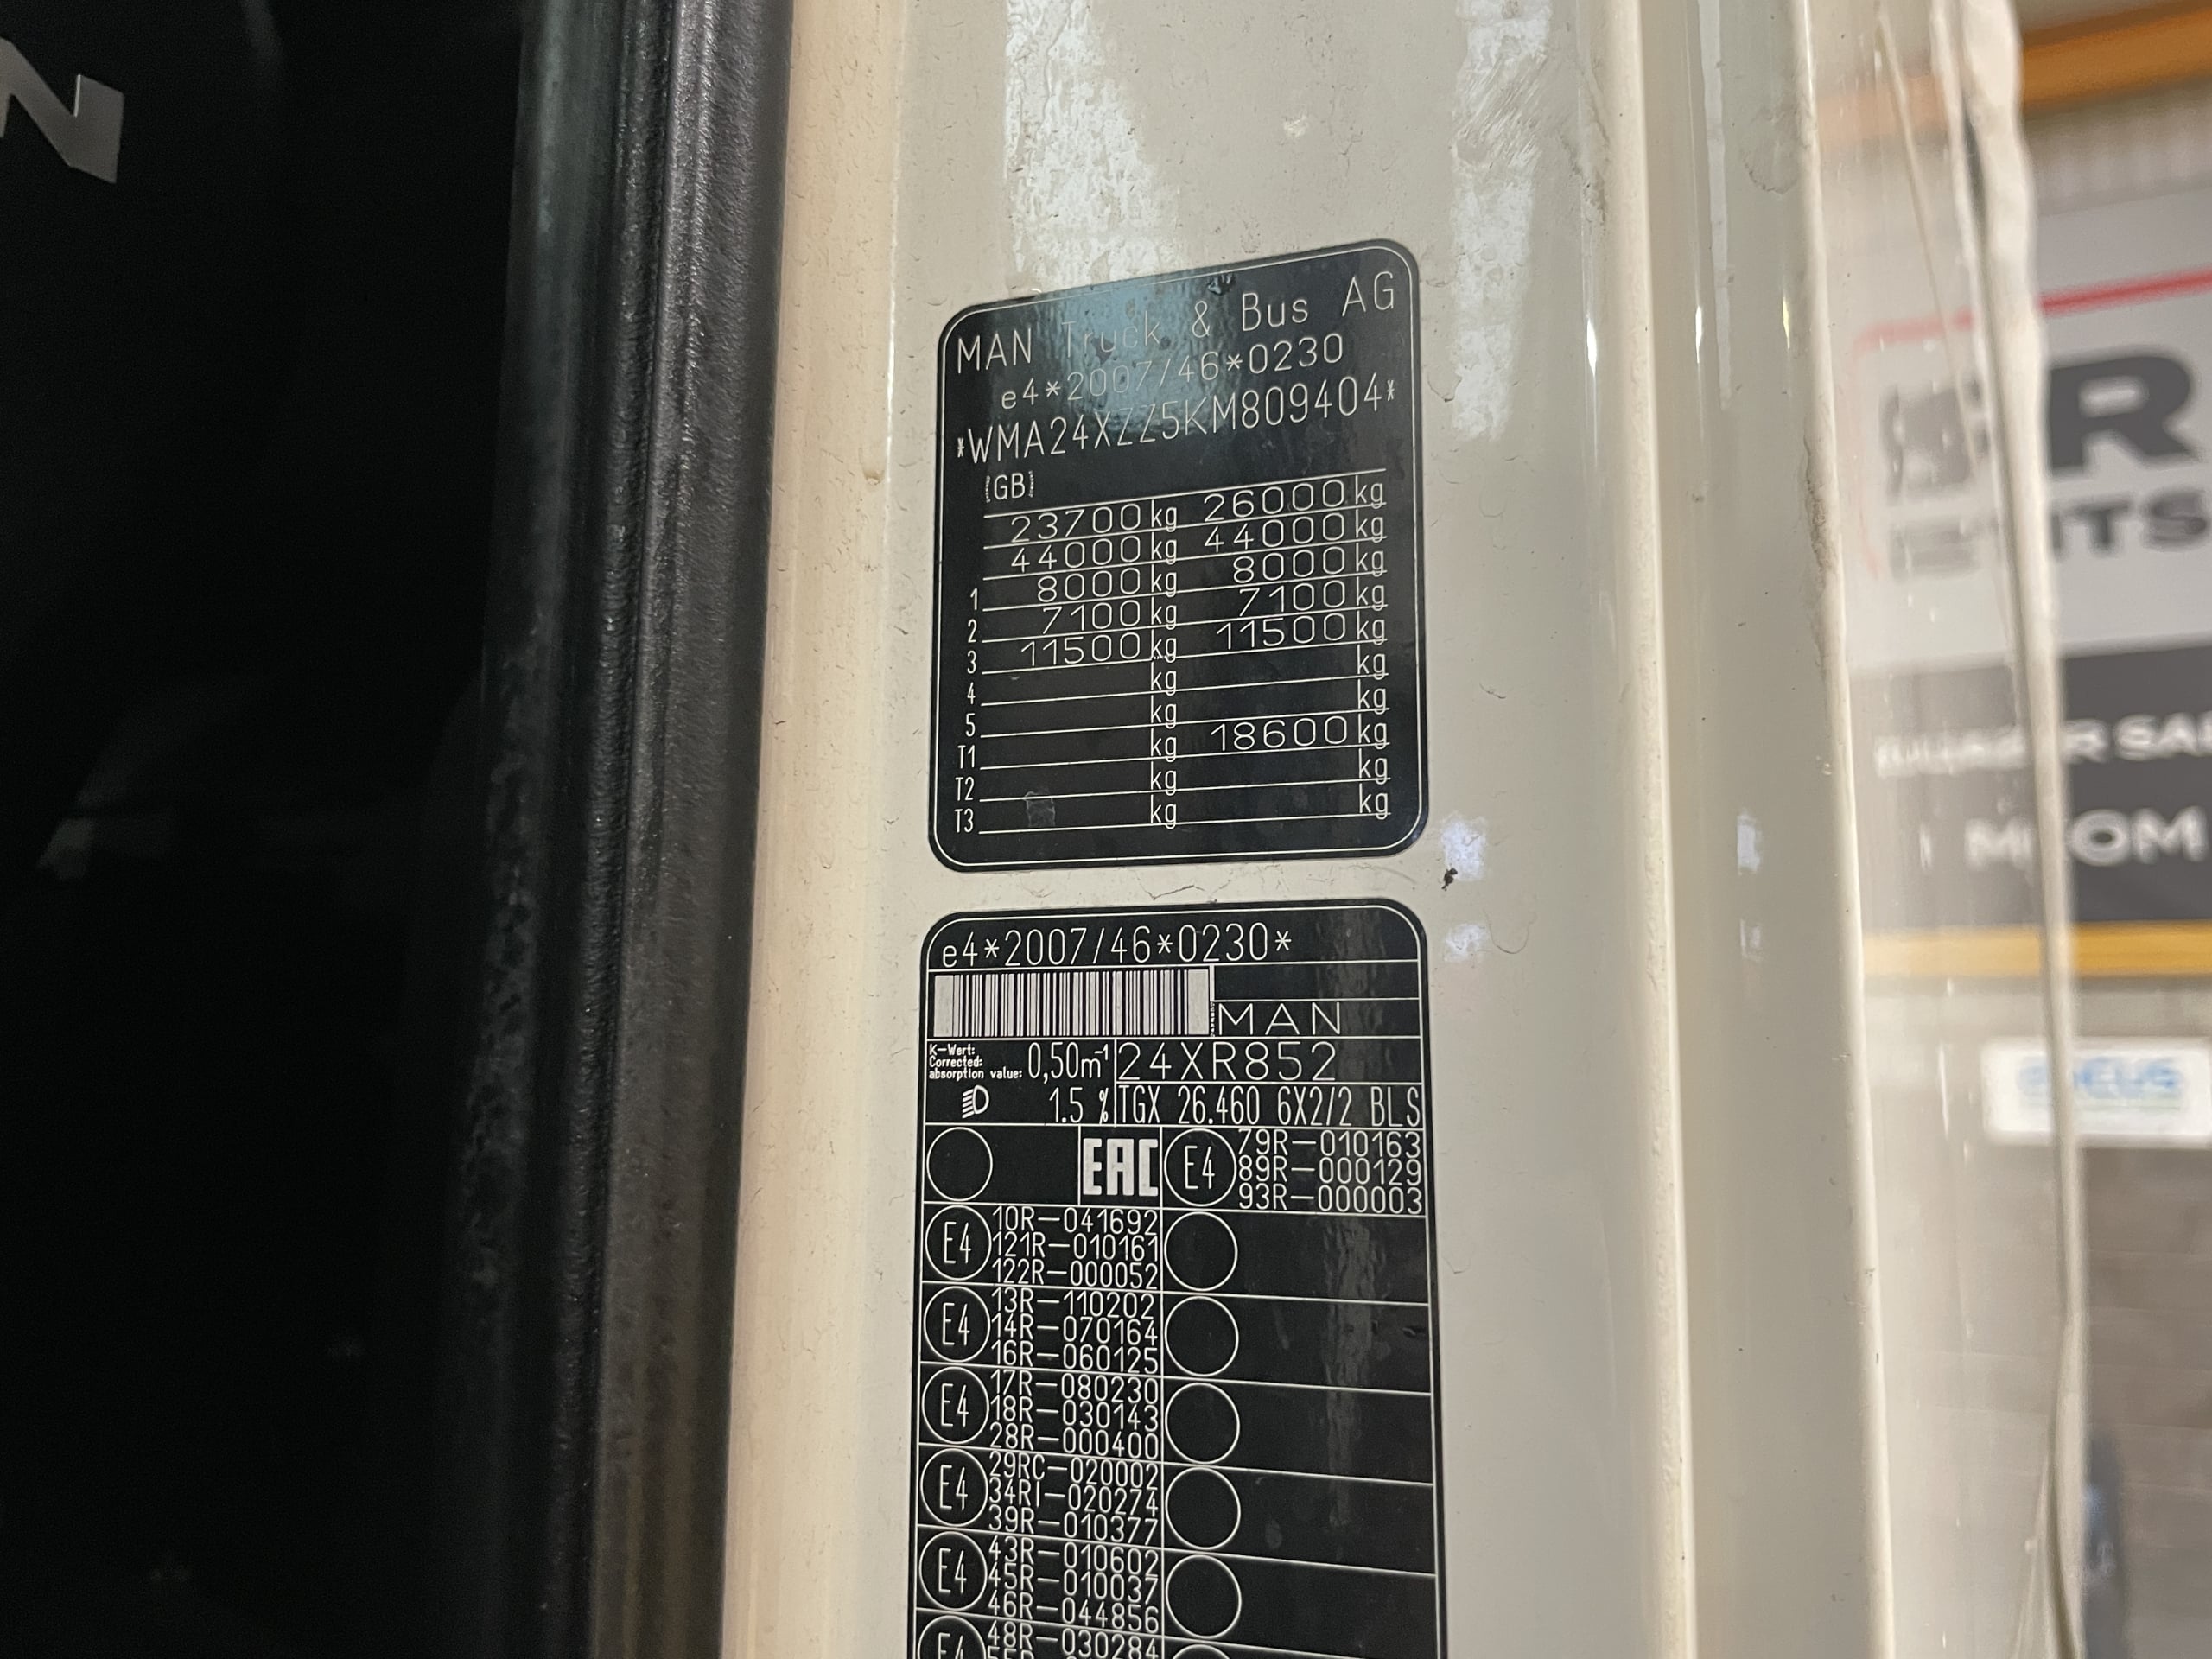 N
MAN Truck & Bus AG
e4*2007/46*0230
*WMA24XZZ5KM809404*
(GB)
23700 kg 26000 kg
44000 kg 44000 kg
1 8000 kg 8000 kg
2 7100 kg 7100 kg
3 11500 kg 11500 kg
4 kg kg
5 kg kg
T1 kg 18600 kg
T2 kg kg
T3 kg kg
e4*2007/46*0230*
MAN
K-Wert:
Corrected:
absorption value: 0,50m-1
24XR852
1.5 %
TGX 26.460 6X2/2 BLS
EAC
E4 79R-010163
89R-000129
93R-000003
E4 10R-041692
121R-010161
122R-000052
E4 13R-110202
14R-070164
16R-060125
E4 17R-080230
18R-030143
28R-000400
E4 29RC-020002
34RI-020274
39R-010377
E4 43R-010602
45R-010037
46R-044856
E4 48R-030284
R